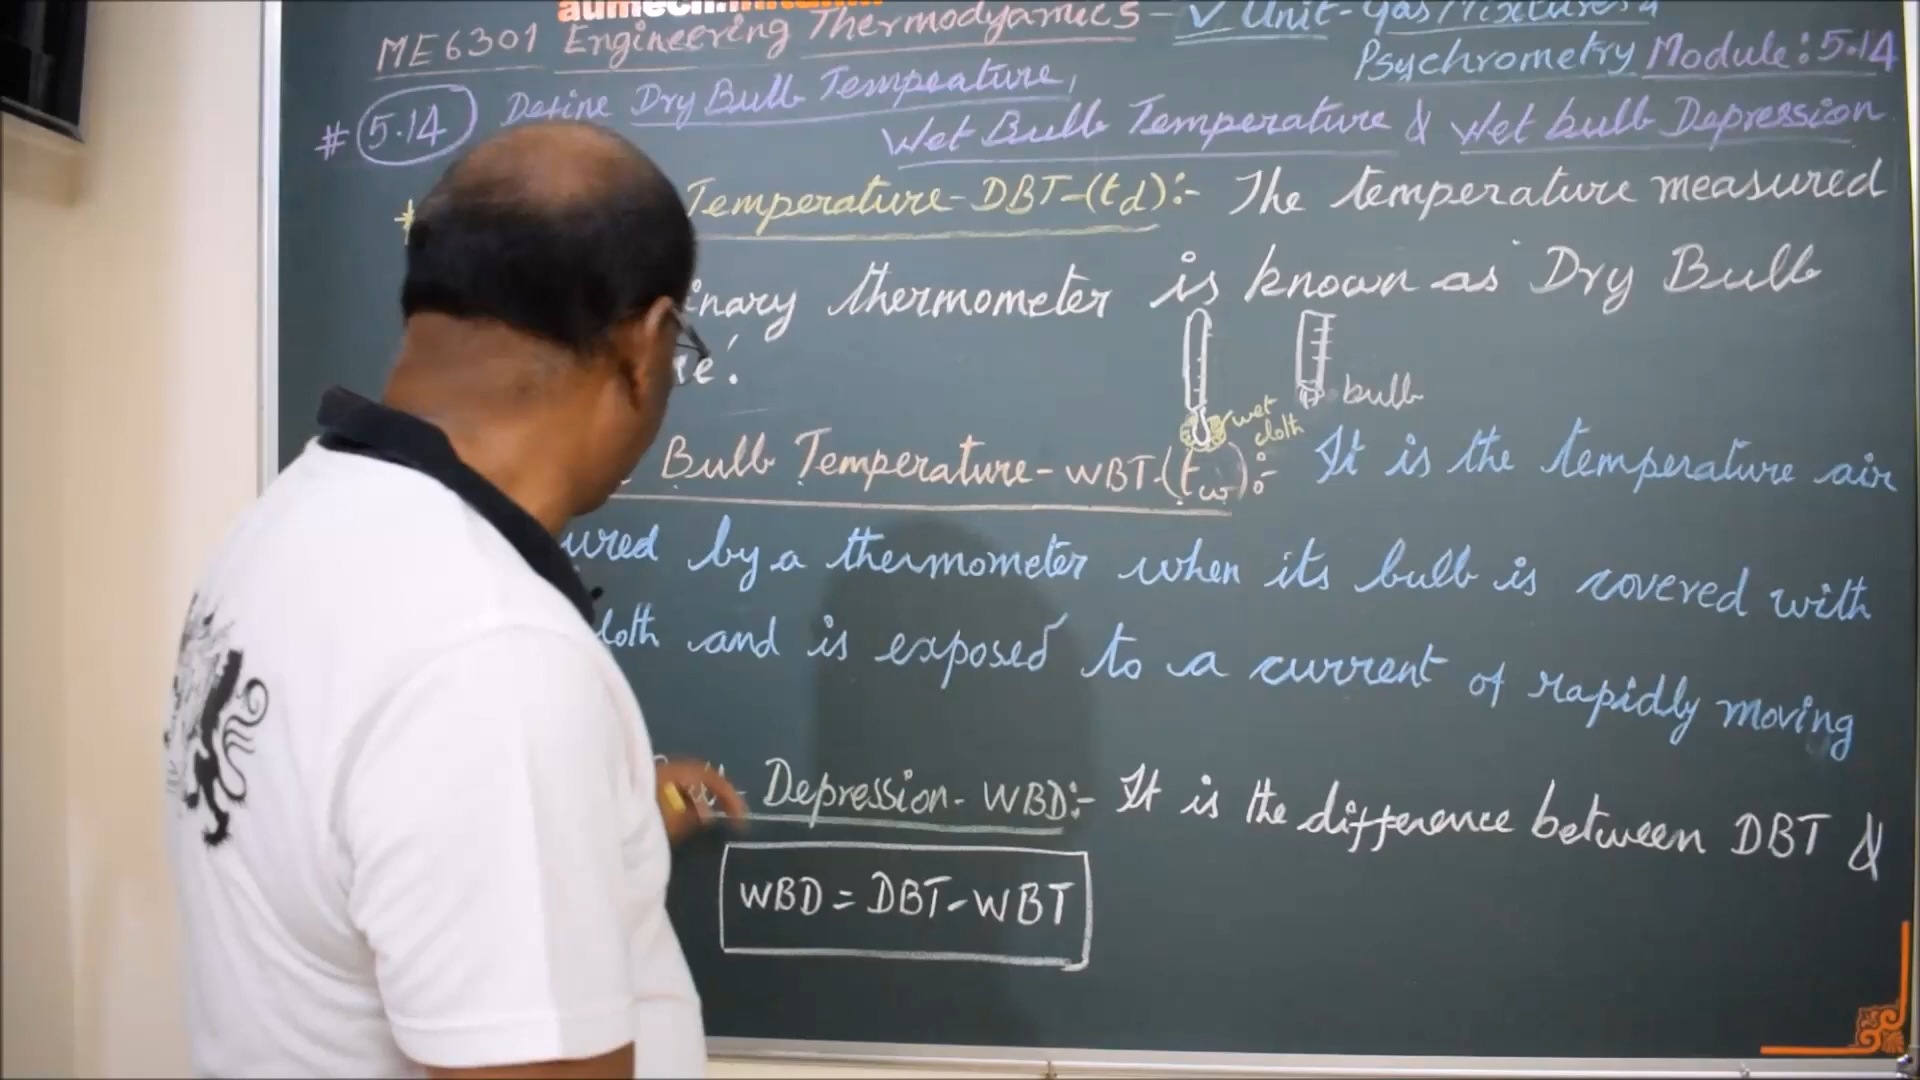 ME6301 Engineering Thermodyamics - V Unit - Gas Mixtures &
Psychrometry Module: 5.14
# 5.14 Define Dry Bulb Tempeature,
Wet Bulb Temperature & Wet bulb Depression
* Temperature - DBT - (td):- The temperature measured
thermometer is known as Dry Bulb
bulb
wet
cloth
Bulb Temperature - WBT - (tw):- It is the temperature air
by a thermometer when its bulb is covered with
and is exposed to a current of rapidly moving
Depression - WBD:- It is the difference between DBT &
WBD = DBT - WBT